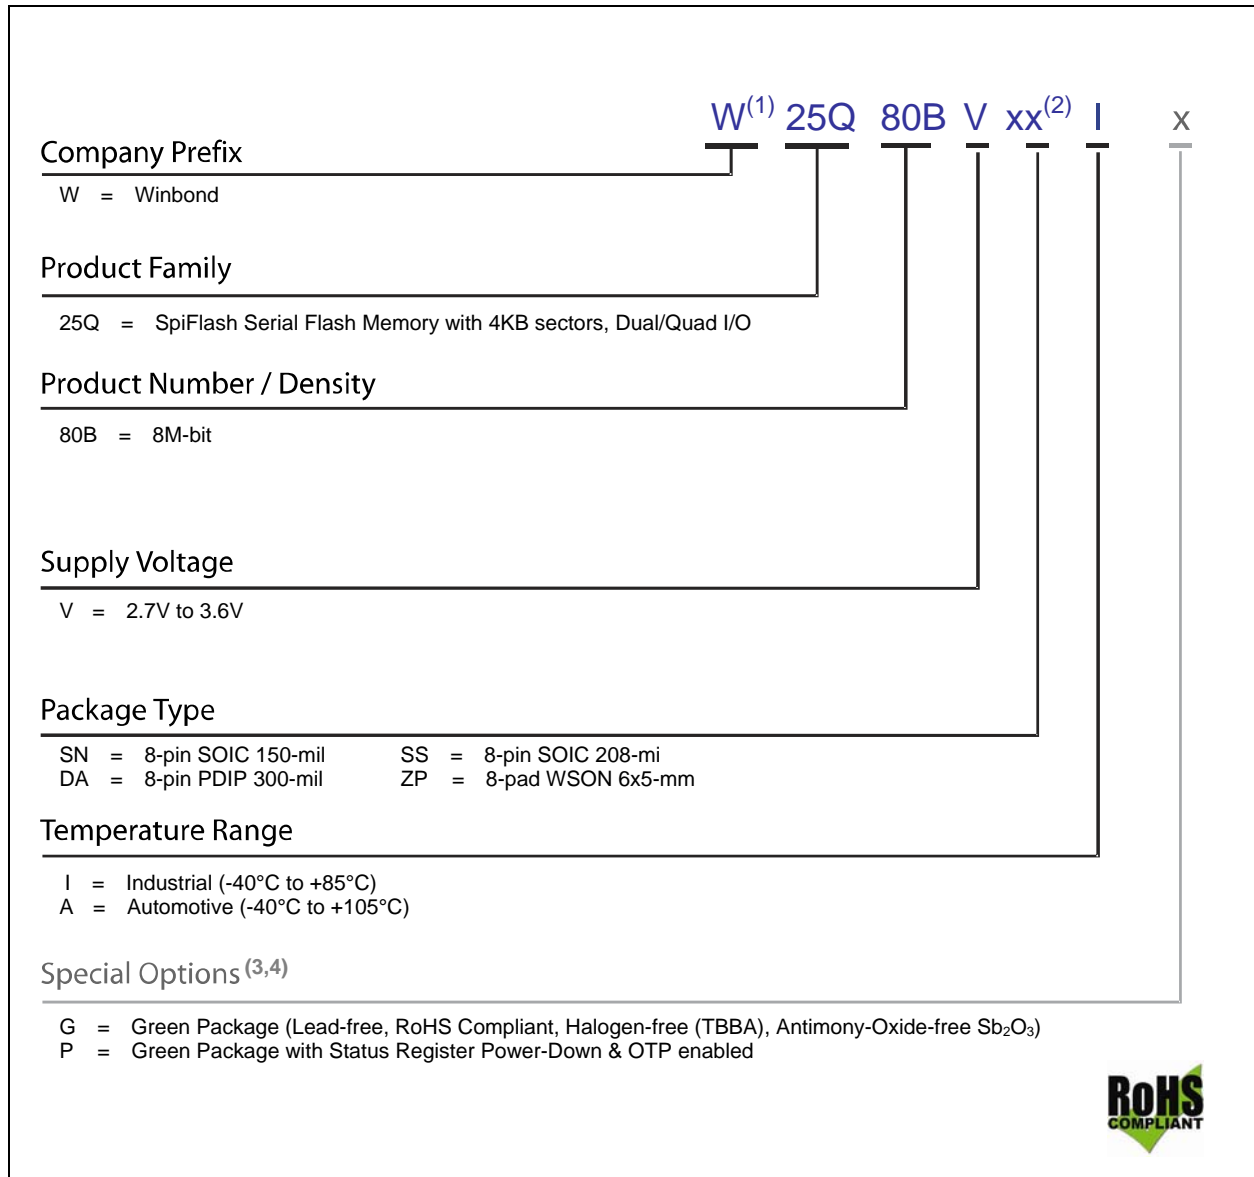 W(1) 25Q 80B V xx(2) I x
Company Prefix
W = Winbond
Product Family
25Q = SpiFlash Serial Flash Memory with 4KB sectors, Dual/Quad I/O
Product Number / Density
80B = 8M-bit
Supply Voltage
V = 2.7V to 3.6V
Package Type
SN = 8-pin SOIC 150-mil SS = 8-pin SOIC 208-mi
DA = 8-pin PDIP 300-mil ZP = 8-pad WSON 6x5-mm
Temperature Range
I = Industrial (-40°C to +85°C)
A = Automotive (-40°C to +105°C)
Special Options (3,4)
G = Green Package (Lead-free, RoHS Compliant, Halogen-free (TBBA), Antimony-Oxide-free Sb₂O₃)
P = Green Package with Status Register Power-Down & OTP enabled
RoHS
COMPLIANT